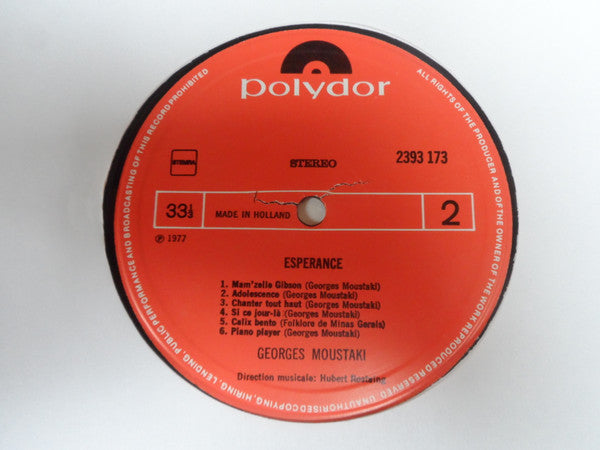 polydor
STEMRA
STEREO
2393 173
33⅓
MADE IN HOLLAND
2
℗ 1977
ESPERANCE
1. Mam'zelle Gibson (Georges Moustaki)
2. Adolescence (Georges Moustaki)
3. Chanter tout haut (Georges Moustaki)
4. Si ce jour-là (Georges Moustaki)
5. Calix bento (Folklore de Minas Gerais)
6. Piano player (Georges Moustaki)
GEORGES MOUSTAKI
Direction musicale: Hubert Rostaing
ALL RIGHTS OF THE PRODUCER AND OF THE OWNER OF THE WORK REPRODUCED RESERVED. UNAUTHORISED COPYING, HIRING, LENDING, PUBLIC PERFORMANCE AND BROADCASTING OF THIS RECORD PROHIBITED